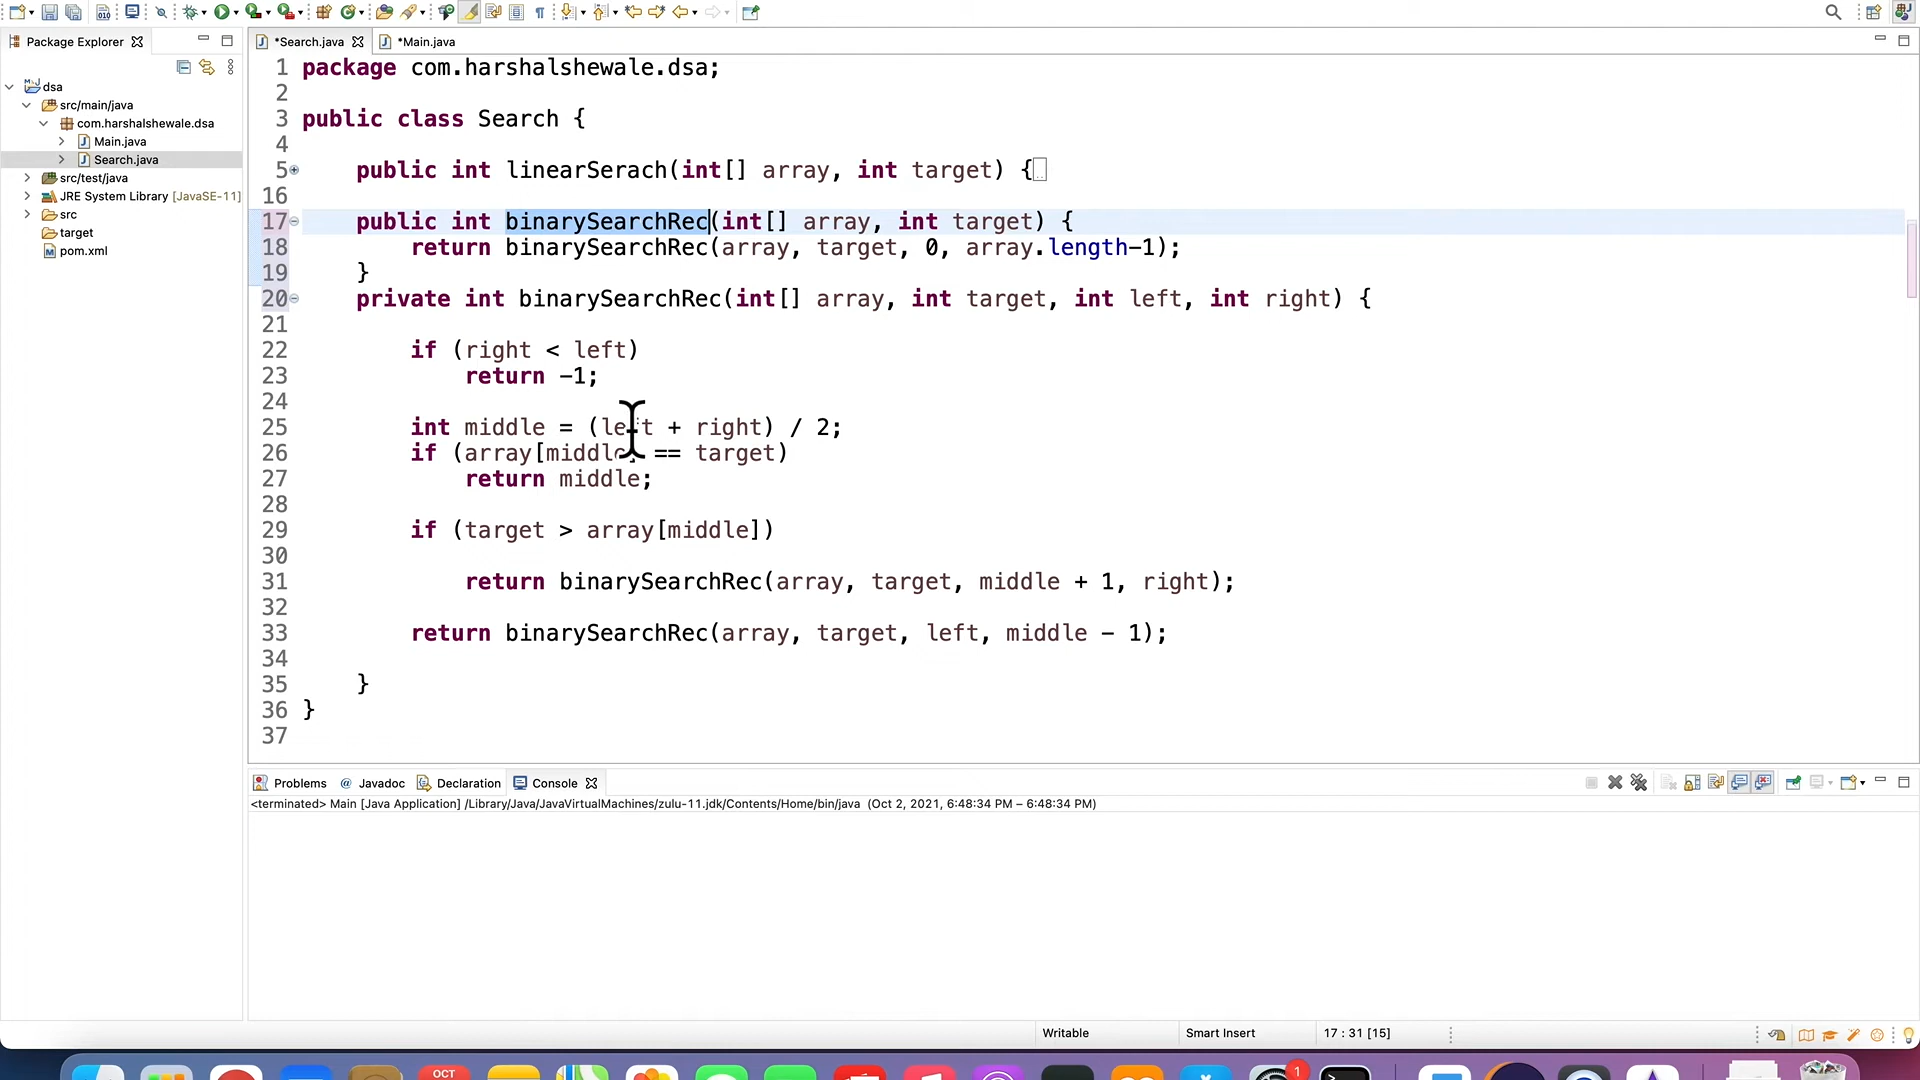 Package Explorer
*Search.java
*Main.java
dsa
src/main/java
com.harshalshewale.dsa
Main.java
Search.java
src/test/java
JRE System Library [JavaSE-11]
src
target
pom.xml
1 package com.harshalshewale.dsa;
2
3 public class Search {
4
5 public int linearSerach(int[] array, int target) {
16
17 public int binarySearchRec(int[] array, int target) {
18 return binarySearchRec(array, target, 0, array.length-1);
19 }
20 private int binarySearchRec(int[] array, int target, int left, int right) {
21
22 if (right < left)
23 return -1;
24
25 int middle = (left + right) / 2;
26 if (array[middle] == target)
27 return middle;
28
29 if (target > array[middle])
30
31 return binarySearchRec(array, target, middle + 1, right);
32
33 return binarySearchRec(array, target, left, middle - 1);
34
35 }
36 }
37
Problems @ Javadoc Declaration Console
<terminated> Main [Java Application] /Library/Java/JavaVirtualMachines/zulu-11.jdk/Contents/Home/bin/java (Oct 2, 2021, 6:48:34 PM – 6:48:34 PM)
Writable
Smart Insert
17 : 31 [15]
OCT
1